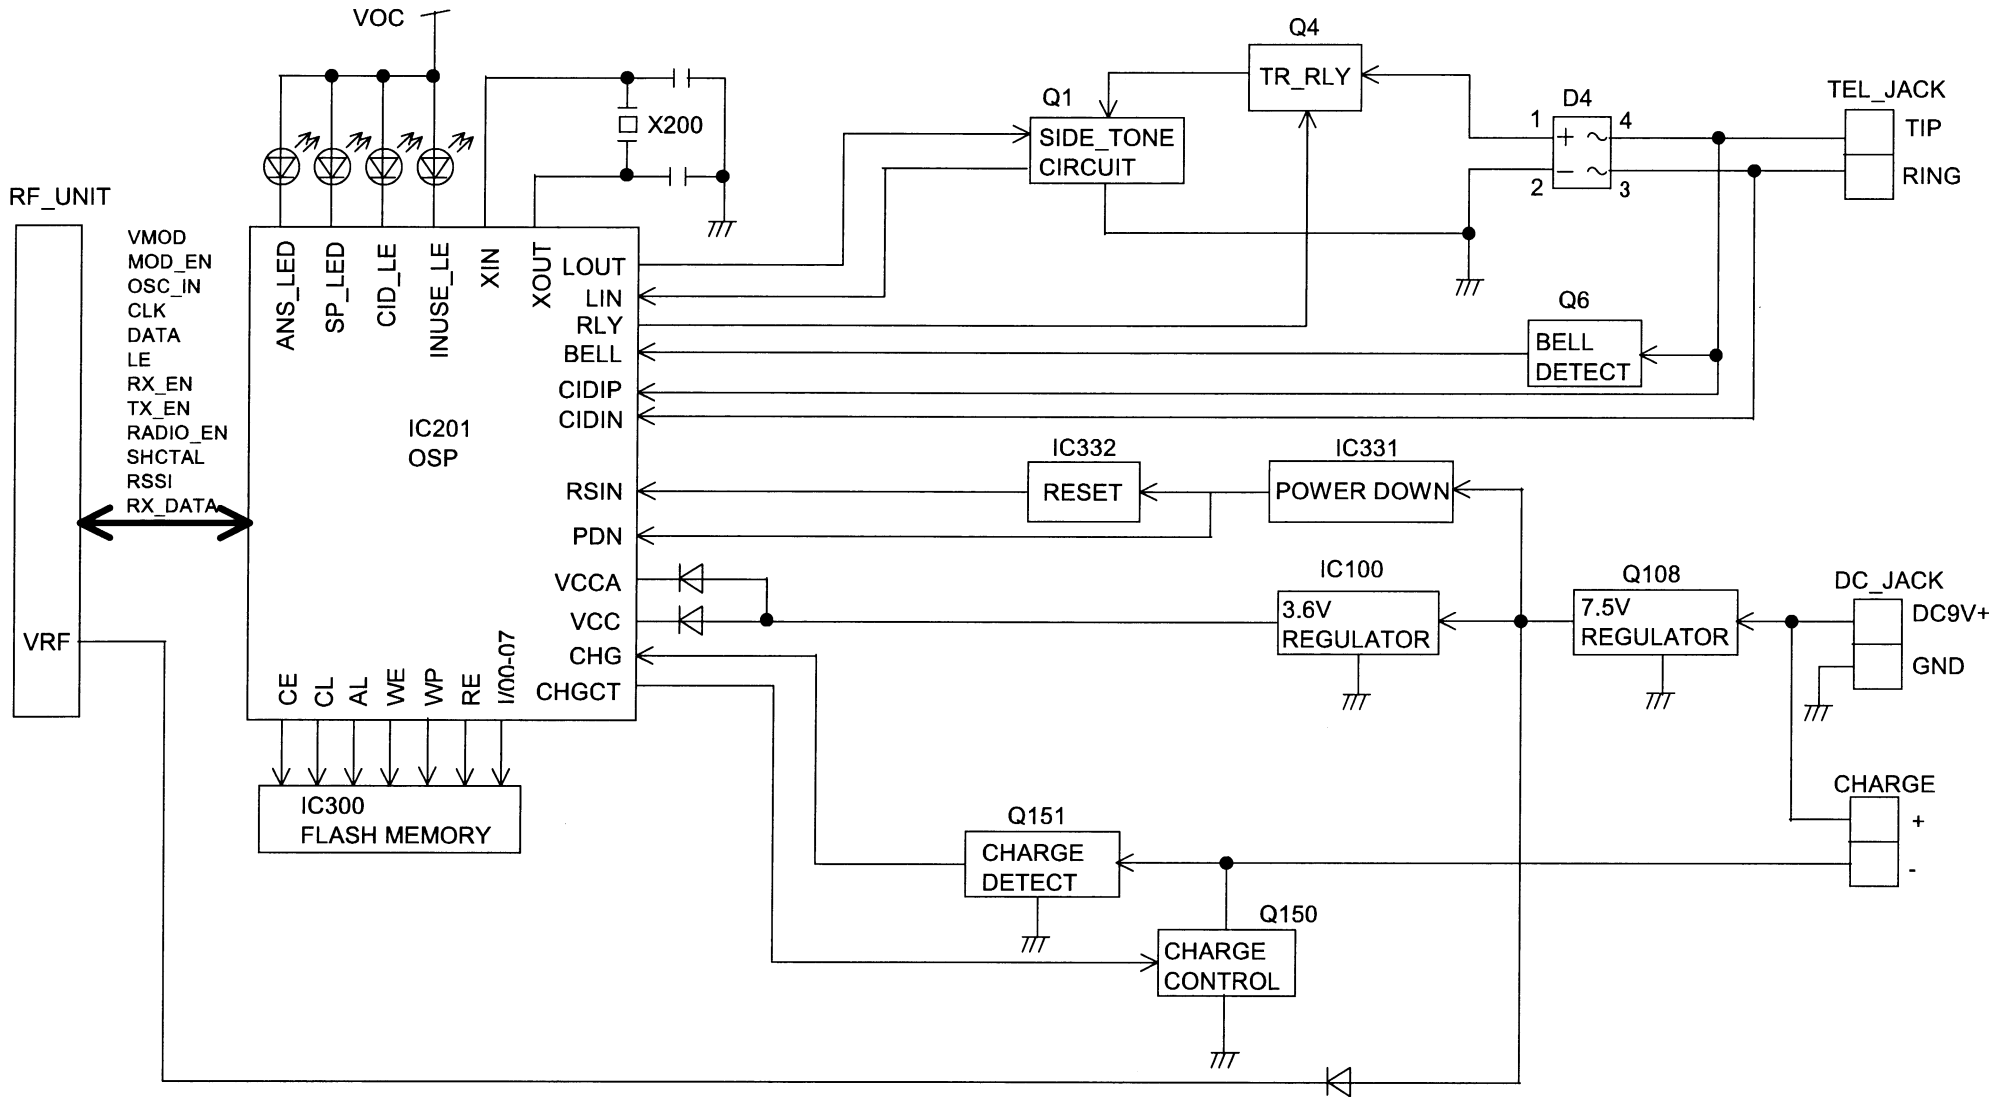 VOC
Q4
TR_RLY
Q1
SIDE_TONE
CIRCUIT
X200
D4
1
2
+ ~
− ~
4
3
TEL_JACK
TIP
RING
RF_UNIT
VMOD
MOD_EN
OSC_IN
CLK
DATA
LE
RX_EN
TX_EN
RADIO_EN
SHCTAL
RSSI
RX_DATA
VRF
ANS_LED
SP_LED
CID_LE
INUSE_LE
XIN
XOUT
LOUT
LIN
RLY
BELL
CIDIP
CIDIN
RSIN
PDN
VCCA
VCC
CHG
CHGCT
IC201
OSP
CE
CL
AL
WE
WP
RE
I/00-07
IC300
FLASH MEMORY
Q6
BELL
DETECT
IC332
RESET
IC331
POWER DOWN
IC100
3.6V
REGULATOR
Q108
7.5V
REGULATOR
DC_JACK
DC9V+
GND
CHARGE
+
-
Q151
CHARGE
DETECT
Q150
CHARGE
CONTROL